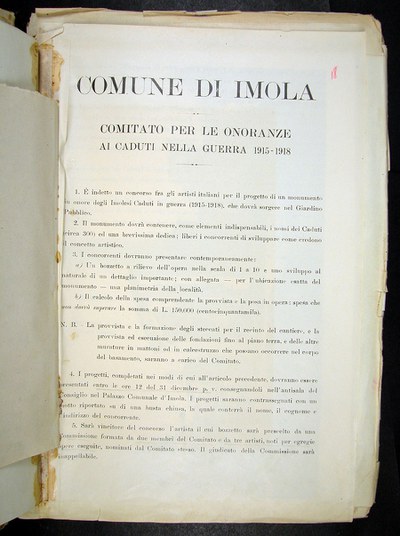 COMUNE DI IMOLA
COMITATO PER LE ONORANZE
AI CADUTI NELLA GUERRA 1915-1918
1. È indetto un concorso fra gli artisti italiani per il progetto di un monumento
in onore degli Imolesi Caduti in guerra (1915-1918), che dovrà sorgere nel Giardino
Pubblico.
2. Il monumento dovrà contenere, come elementi indispensabili, i nomi dei Caduti
(circa 300) ed una brevissima dedica; liberi i concorrenti di sviluppare come credono
il concetto artistico.
3. I concorrenti dovranno presentare contemporaneamente:
a) Un bozzetto a rilievo dell'opera nella scala di 1 a 10 e uno sviluppo al
naturale di un dettaglio importante; con allegata — per l'ubicazione esatta del
monumento — una planimetria della località.
b) Il calcolo della spesa comprendente la provvista e la posa in opera: spesa che
non dovrà superare la somma di L. 150.000 (centocinquantamila).
N. B. - La provvista e la formazione degli steccati per il recinto del cantiere, e la
provvista ed esecuzione delle fondazioni fino al piano terra, e delle altre
murature in mattoni ed in calcestruzzo che possono occorrere nel corpo
del basamento, saranno a carico del Comitato.
4. I progetti, completati nei modi di cui all'articolo precedente, dovranno essere
presentati entro le ore 12 del 31 dicembre p. v. consegnandoli nell'antisala del
Consiglio nel Palazzo Comunale d'Imola. I progetti saranno contrassegnati con un
motto riportato su di una busta chiusa, la quale conterrà il nome, il cognome e
l'indirizzo del concorrente.
5. Sarà vincitore del concorso l'artista il cui bozzetto sarà prescelto da una
Commissione formata da due membri del Comitato e da tre artisti, noti per egregie
opere eseguite, nominati dal Comitato stesso. Il giudicato della Commissione sarà
inappellabile.